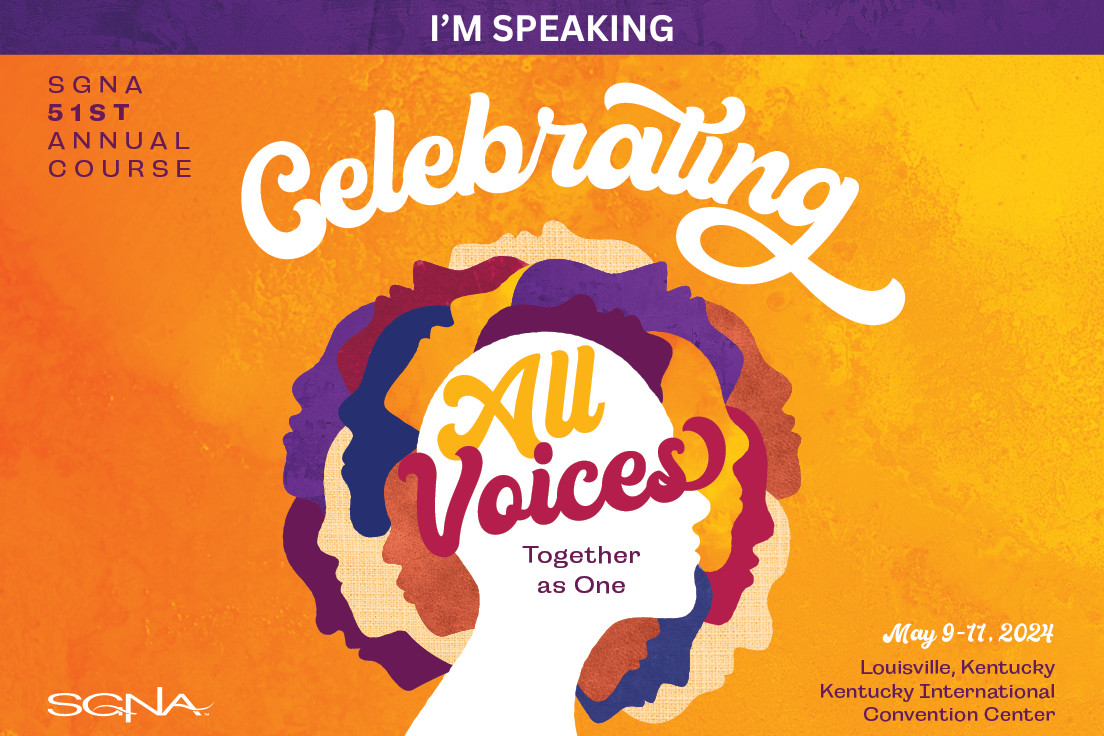 I'M SPEAKING
SGNA
51ST
ANNUAL
COURSE
Celebrating
All
Voices
Together
as One
May 9-11, 2024
Louisville, Kentucky
Kentucky International
Convention Center
SGNA™